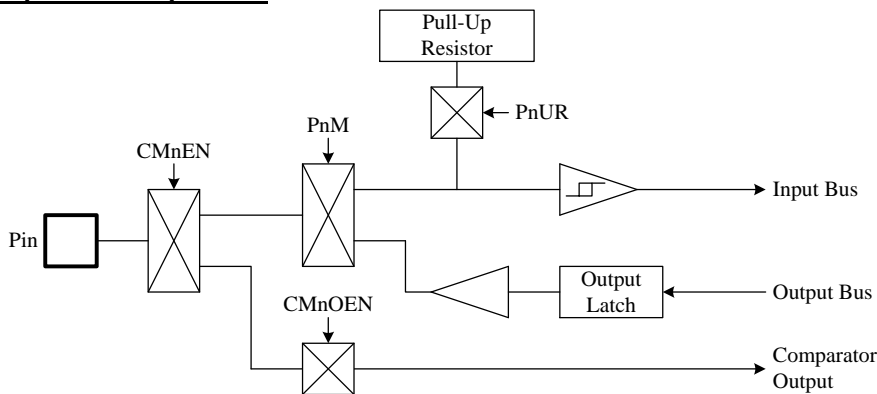 Pull-Up
Resistor
PnUR
PnM
CMnEN
Input Bus
Pin
Output
Latch
Output Bus
CMnOEN
Comparator
Output